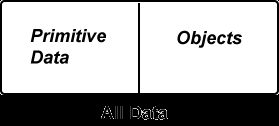 Primitive
Data
Objects
All Data